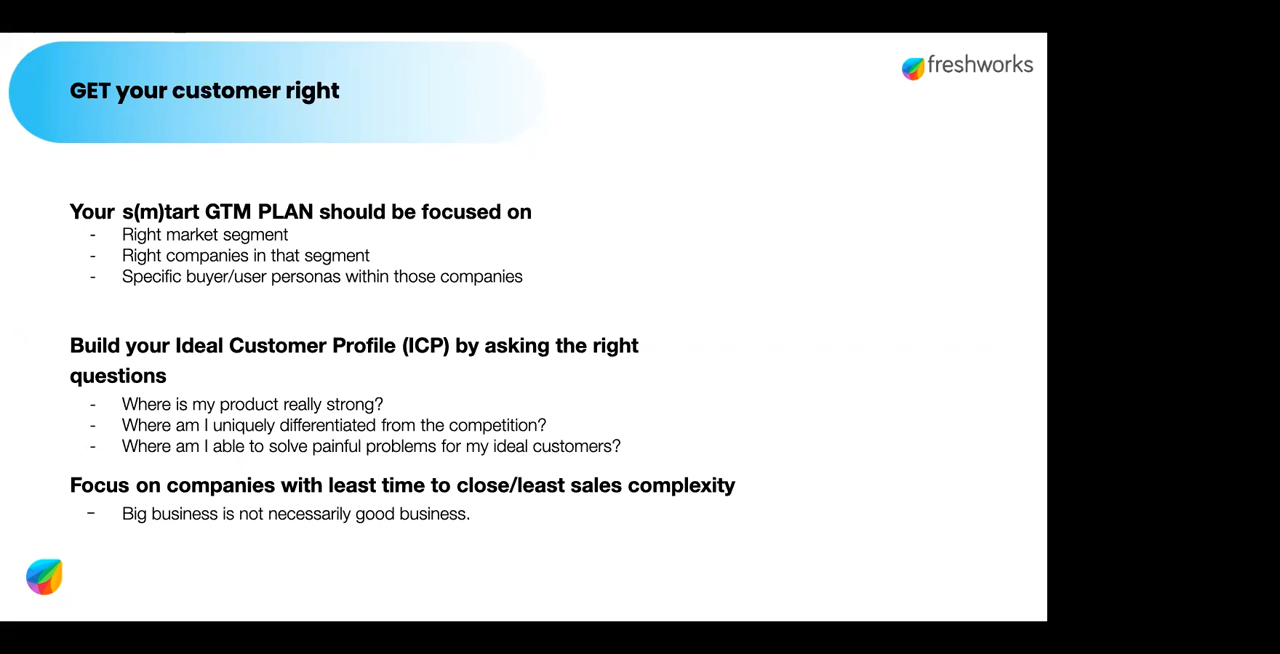 GET your customer right
freshworks
Your s(m)tart GTM PLAN should be focused on
- Right market segment
- Right companies in that segment
- Specific buyer/user personas within those companies
Build your Ideal Customer Profile (ICP) by asking the right
questions
- Where is my product really strong?
- Where am I uniquely differentiated from the competition?
- Where am I able to solve painful problems for my ideal customers?
Focus on companies with least time to close/least sales complexity
– Big business is not necessarily good business.